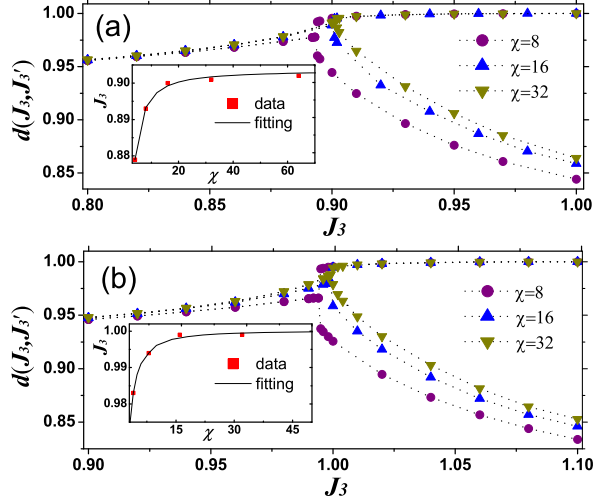 (a)
d(J3,J3')
1.00
0.95
0.90
0.85
χ=8
χ=16
χ=32
J3
0.90
0.89
0.88
data
fitting
20 40 60
χ
0.80 0.85 0.90 0.95 1.00
J3
(b)
d(J3,J3')
1.00
0.95
0.90
0.85
χ=8
χ=16
χ=32
J3
1.00
0.99
0.98
data
fitting
15 30 45
χ
0.90 0.95 1.00 1.05 1.10
J3